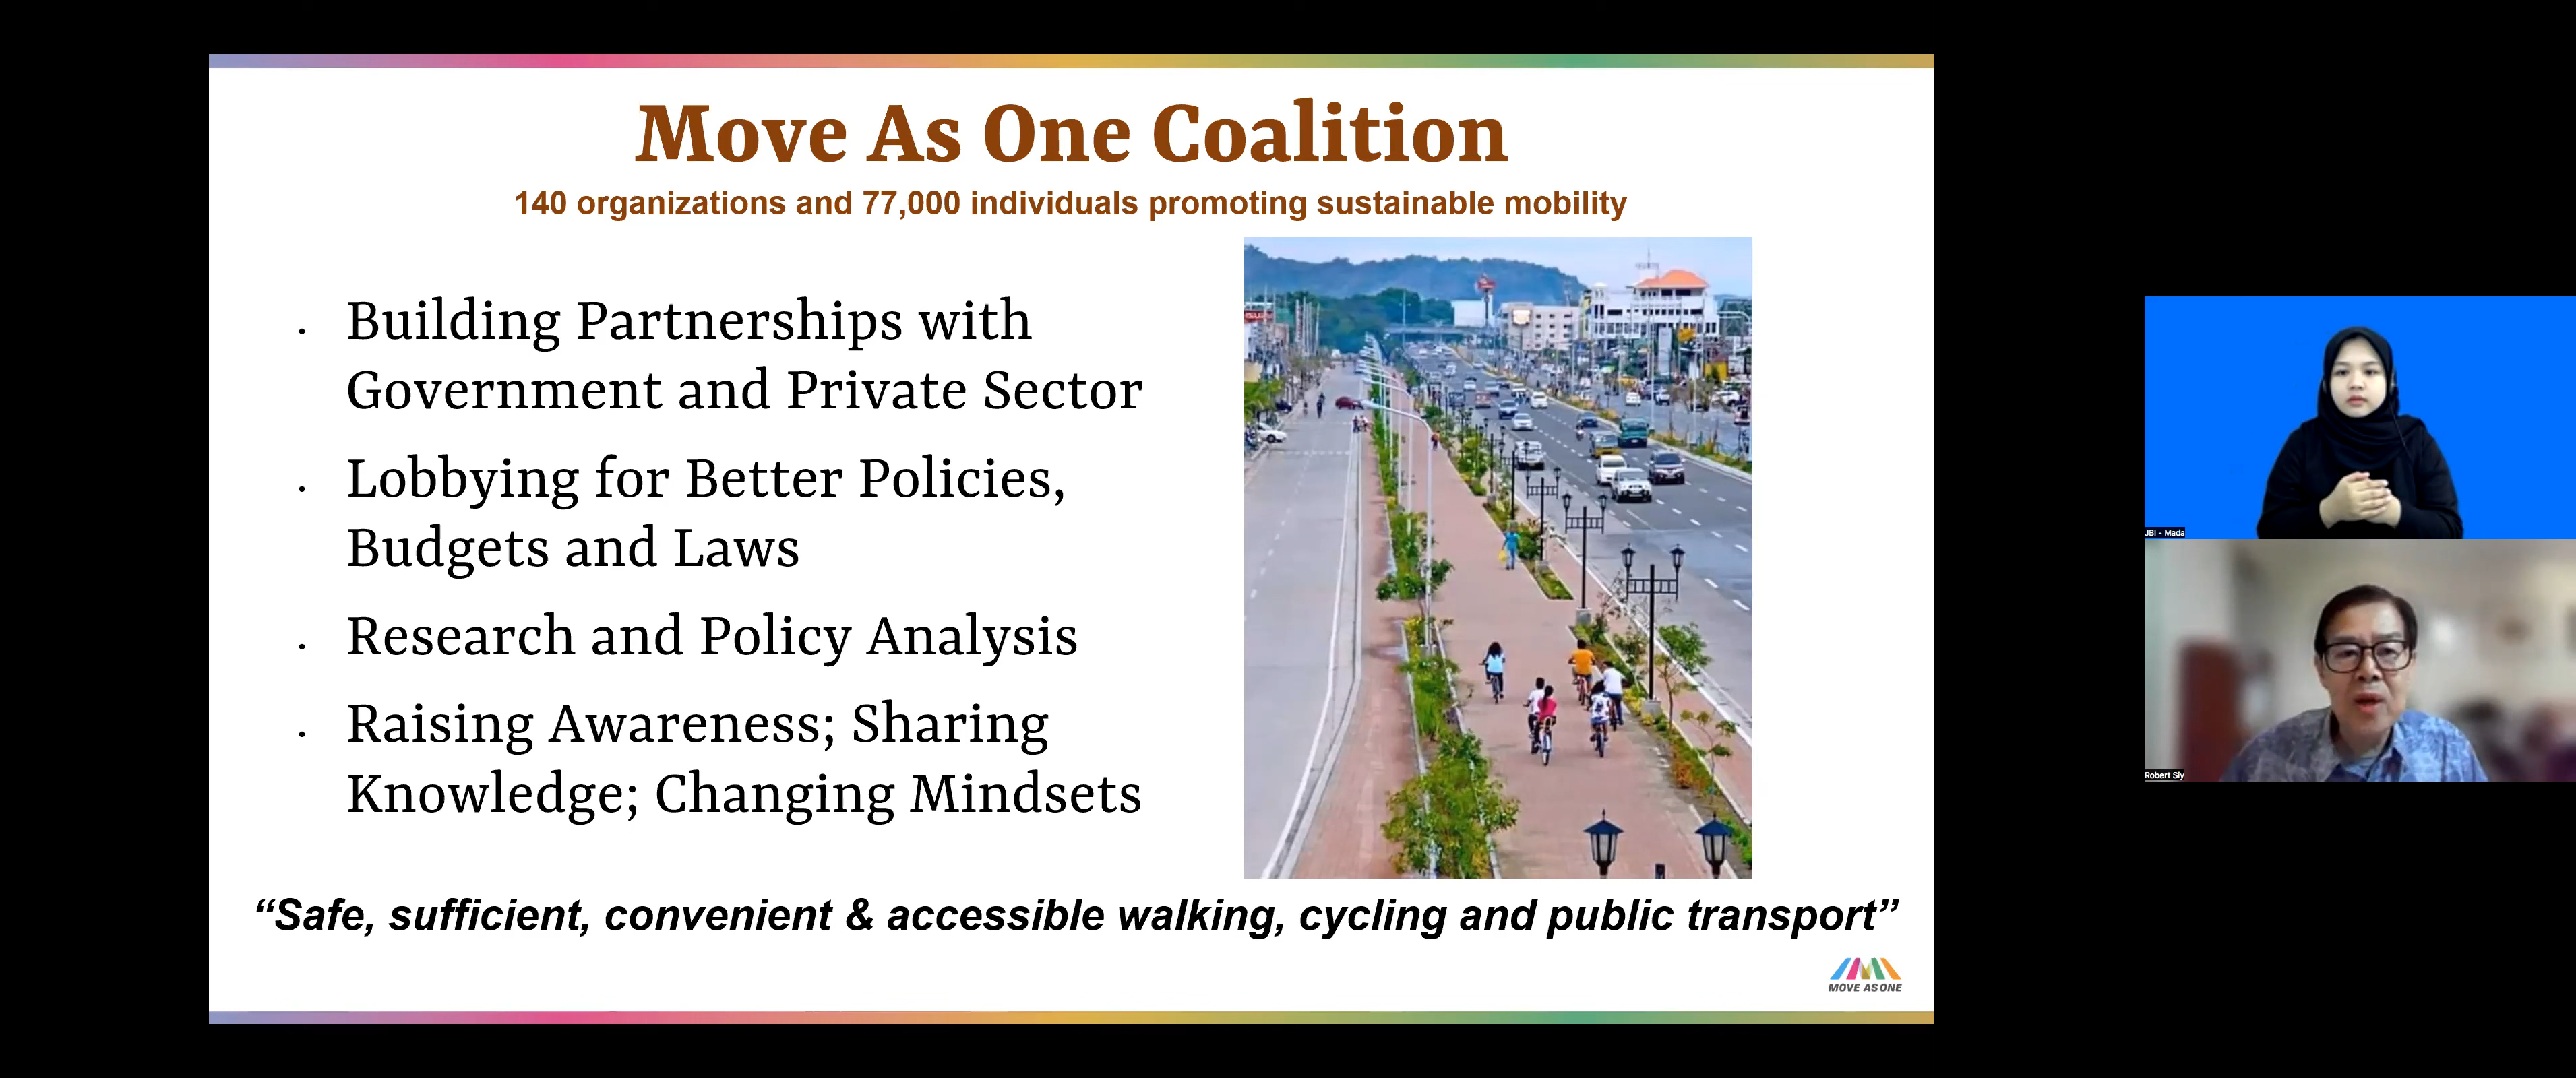 Move As One Coalition
140 organizations and 77,000 individuals promoting sustainable mobility
· Building Partnerships with
Government and Private Sector
· Lobbying for Better Policies,
Budgets and Laws
· Research and Policy Analysis
· Raising Awareness; Sharing
Knowledge; Changing Mindsets
“Safe, sufficient, convenient & accessible walking, cycling and public transport”
MOVE AS ONE
JBI - Mada
Robert Siy